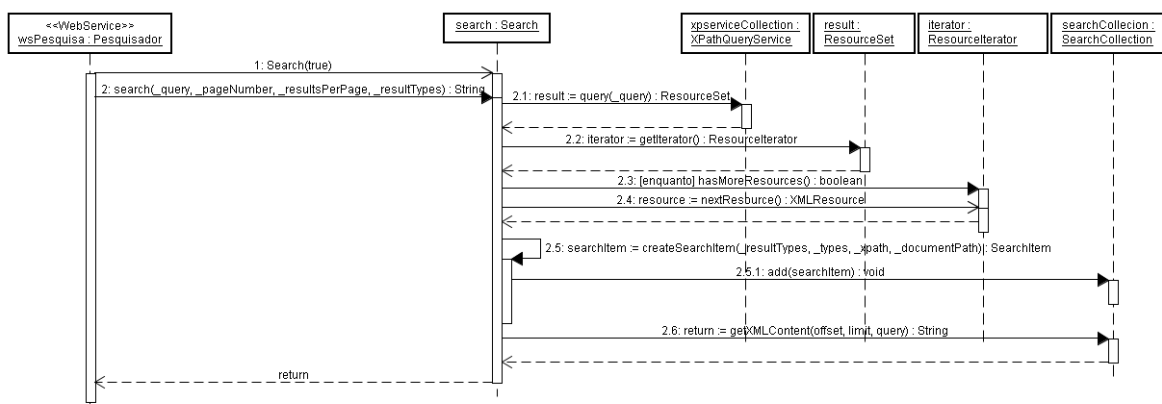 <<WebService>>
wsPesquisa : Pesquisador
search : Search
xpserviceCollection :
XPathQueryService
result :
ResourceSet
iterator :
ResourceIterator
searchCollecion :
SearchCollection
1: Search(true)
2: search(_query, _pageNumber, _resultsPerPage, _resultTypes) : String
2.1: result := query(_query) : ResourceSet
2.2: iterator := getIterator() : ResourceIterator
2.3: [enquanto] hasMoreResources() : boolean
2.4: resource := nextResource() : XMLResource
2.5: searchItem := createSearchItem(_resultTypes, _types, _xpath, _documentPath) : SearchItem
2.5.1: add(searchItem) : void
2.6: return := getXMLContent(offset, limit, query) : String
return